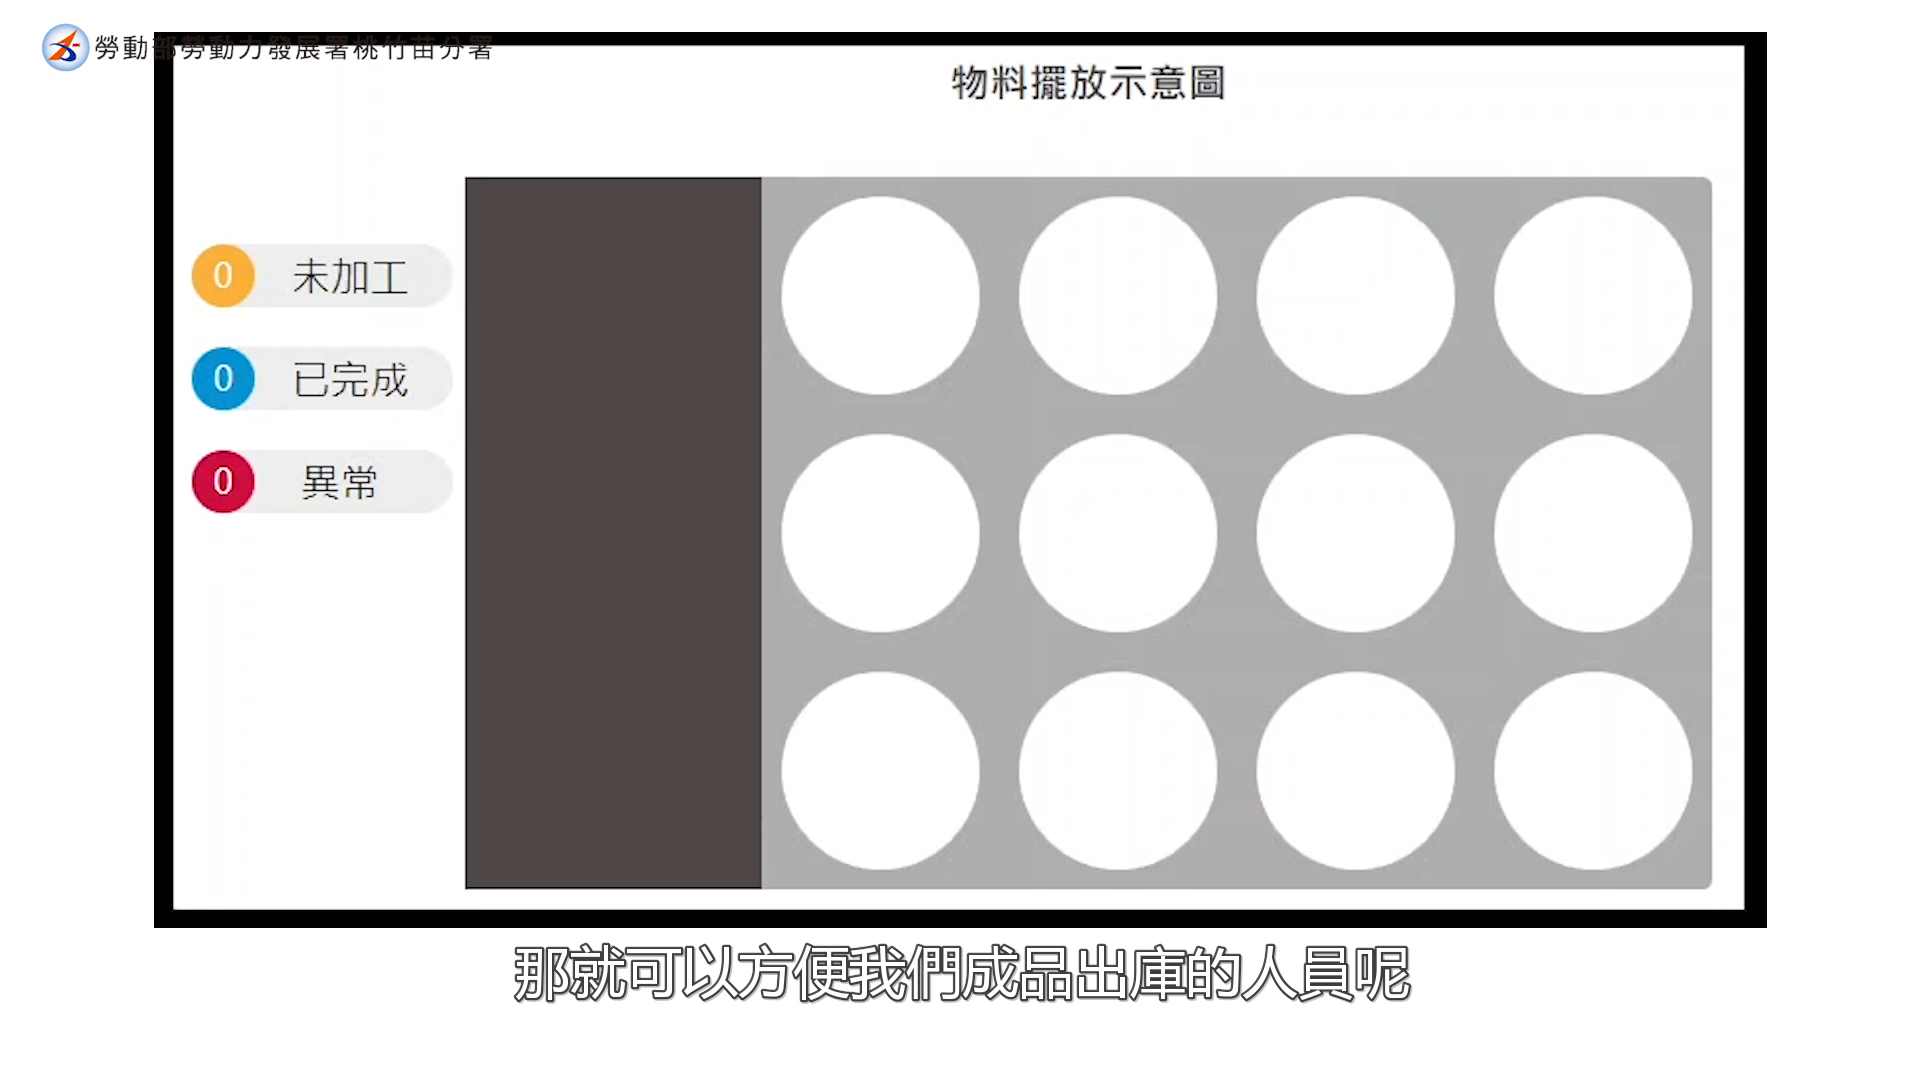 勞動部勞動力發展署桃竹苗分署
物料擺放示意圖
0 未加工
0 已完成
0 異常
那就可以方便我們成品出庫的人員呢